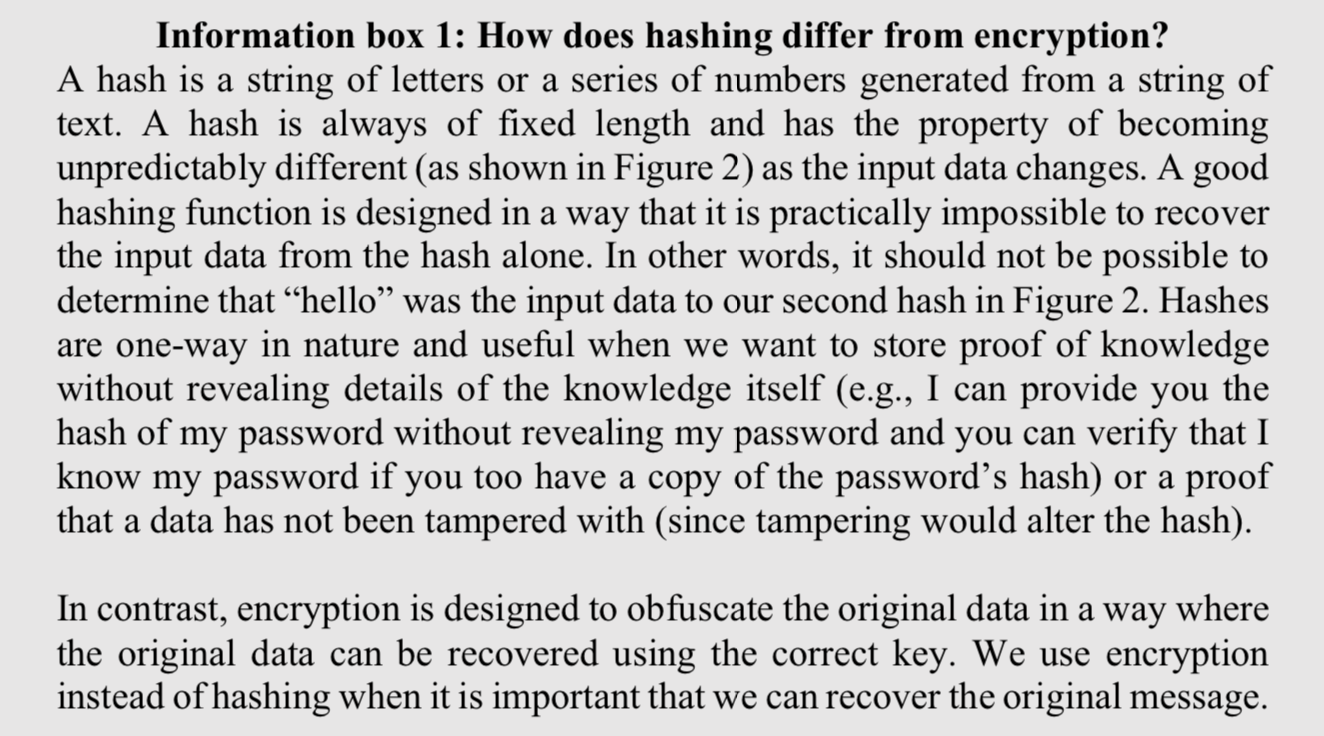 Information box 1: How does hashing differ from encryption?
A hash is a string of letters or a series of numbers generated from a string of
text. A hash is always of fixed length and has the property of becoming
unpredictably different (as shown in Figure 2) as the input data changes. A good
hashing function is designed in a way that it is practically impossible to recover
the input data from the hash alone. In other words, it should not be possible to
determine that “hello” was the input data to our second hash in Figure 2. Hashes
are one-way in nature and useful when we want to store proof of knowledge
without revealing details of the knowledge itself (e.g., I can provide you the
hash of my password without revealing my password and you can verify that I
know my password if you too have a copy of the password’s hash) or a proof
that a data has not been tampered with (since tampering would alter the hash).
In contrast, encryption is designed to obfuscate the original data in a way where
the original data can be recovered using the correct key. We use encryption
instead of hashing when it is important that we can recover the original message.